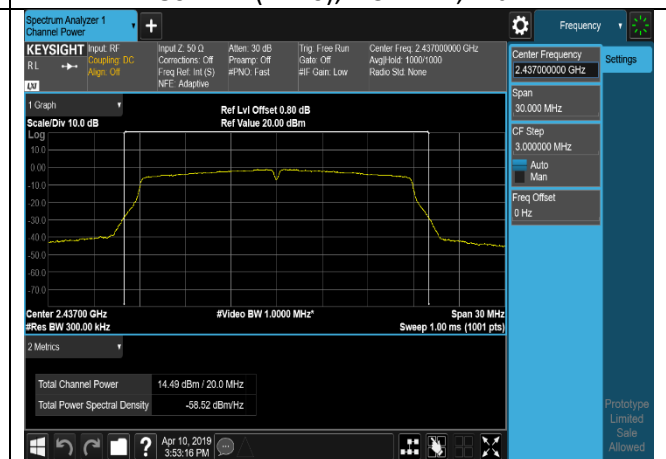 Spectrum Analyzer 1
Channel Power
Frequency
KEYSIGHT
R L
LXI
Input: RF
Coupling: DC
Align: Off
Input Z: 50 Ω
Corrections: Off
Freq Ref: Int (S)
NFE: Adaptive
Atten: 30 dB
Preamp: Off
#PNO: Fast
Trig: Free Run
Gate: Off
#IF Gain: Low
Center Freq: 2.437000000 GHz
Avg|Hold: 1000/1000
Radio Std: None
Center Frequency
2.437000000 GHz
Settings
Span
30.000 MHz
CF Step
3.000000 MHz
Auto
Man
Freq Offset
0 Hz
1 Graph
Scale/Div 10.0 dB
Ref Lvl Offset 0.80 dB
Ref Value 20.00 dBm
Log
10.0
0.00
-10.0
-20.0
-30.0
-40.0
-50.0
-60.0
-70.0
Center 2.43700 GHz
#Video BW 1.0000 MHz*
Span 30 MHz
#Res BW 300.00 kHz
Sweep 1.00 ms (1001 pts)
2 Metrics
Total Channel Power 14.49 dBm / 20.0 MHz
Total Power Spectral Density -58.52 dBm/Hz
Prototype
Limited
Sale
Allowed
?
Apr 10, 2019
3:53:16 PM